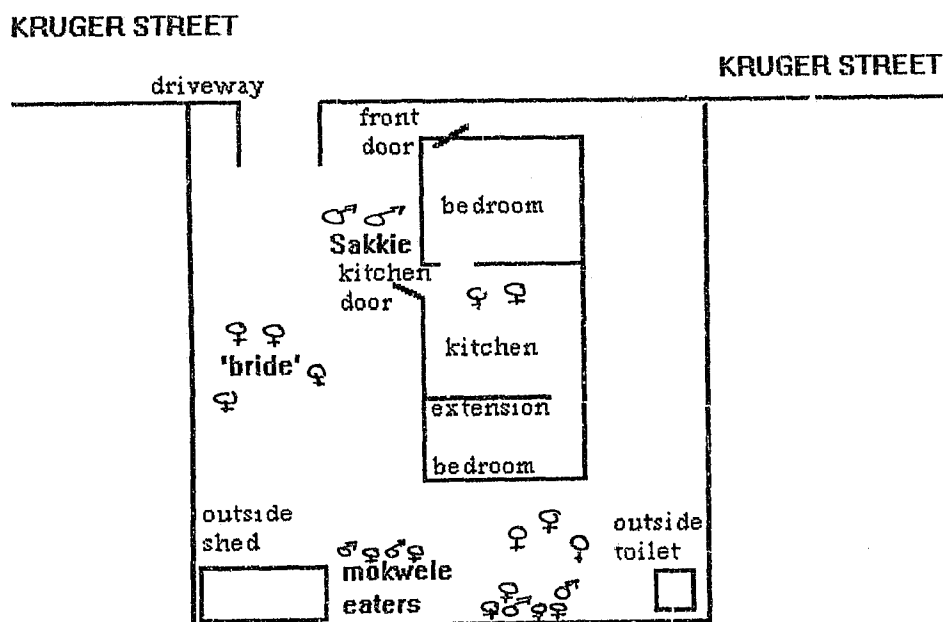 KRUGER STREET
KRUGER STREET
driveway
front
door
bedroom
Sakkie
kitchen
door
kitchen
'bride'
extension
bedroom
outside
shed
outside
toilet
mokwele
eaters